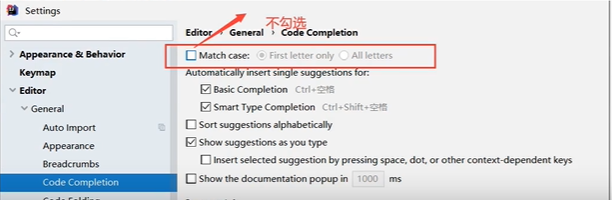 Settings
不勾选
Editor › General › Code Completion
Match case: First letter only All letters
Automatically insert single suggestions for:
Basic Completion Ctrl+空格
Smart Type Completion Ctrl+Shift+空格
Sort suggestions alphabetically
Show suggestions as you type
Insert selected suggestion by pressing space, dot, or other context-dependent keys
Show the documentation popup in 1000 ms
Appearance & Behavior
Keymap
Editor
General
Auto Import
Appearance
Breadcrumbs
Code Completion
Code Folding